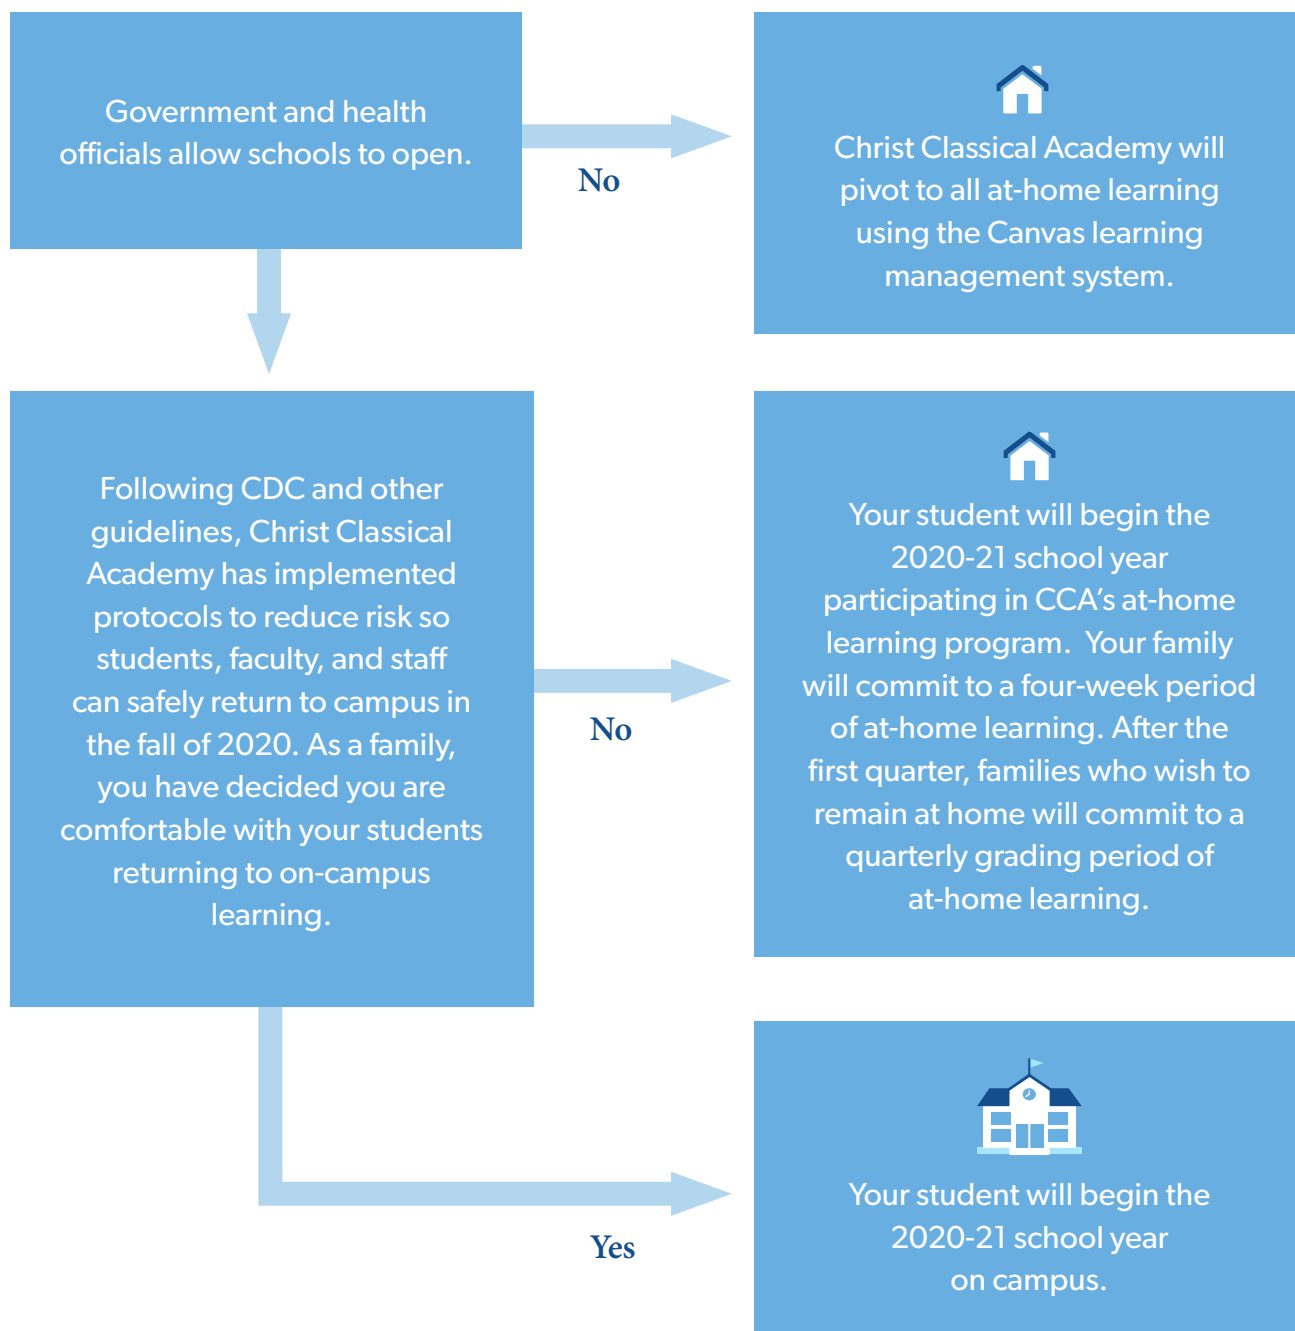 Government and health
officials allow schools to open.
No
Christ Classical Academy will
pivot to all at-home learning
using the Canvas learning
management system.
Following CDC and other
guidelines, Christ Classical
Academy has implemented
protocols to reduce risk so
students, faculty, and staff
can safely return to campus in
the fall of 2020. As a family,
you have decided you are
comfortable with your students
returning to on-campus
learning.
No
Your student will begin the
2020-21 school year
participating in CCA's at-home
learning program.  Your family
will commit to a four-week period
of at-home learning. After the
first quarter, families who wish to
remain at home will commit to a
quarterly grading period of
at-home learning.
Yes
Your student will begin the
2020-21 school year
on campus.